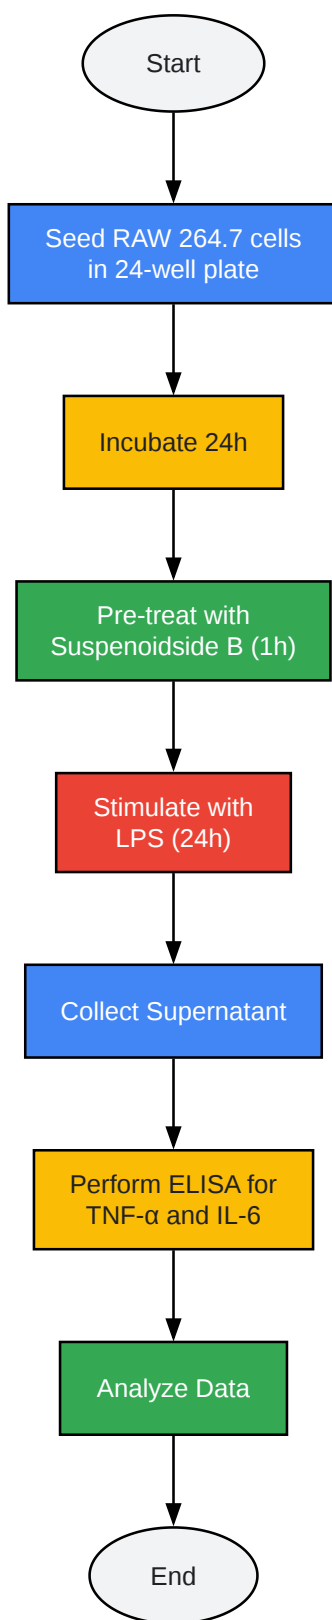 Start
Seed RAW 264.7 cells
in 24-well plate
Incubate 24h
Pre-treat with
Suspenoidside B (1h)
Stimulate with
LPS (24h)
Collect Supernatant
Perform ELISA for
TNF-α and IL-6
Analyze Data
End